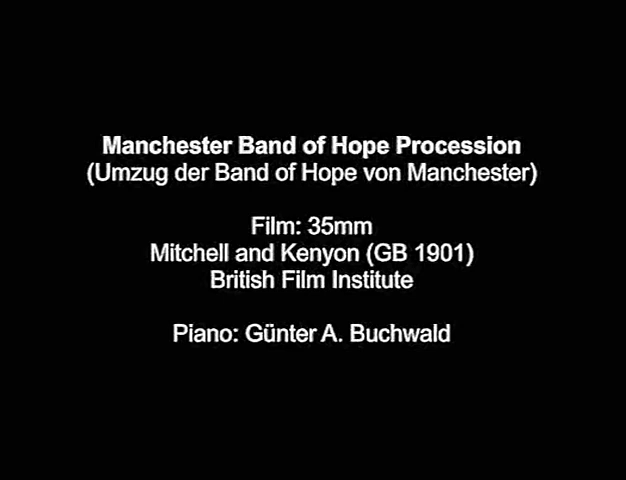 Manchester Band of Hope Procession
(Umzug der Band of Hope von Manchester)
Film: 35mm
Mitchell and Kenyon (GB 1901)
British Film Institute
Piano: Günter A. Buchwald